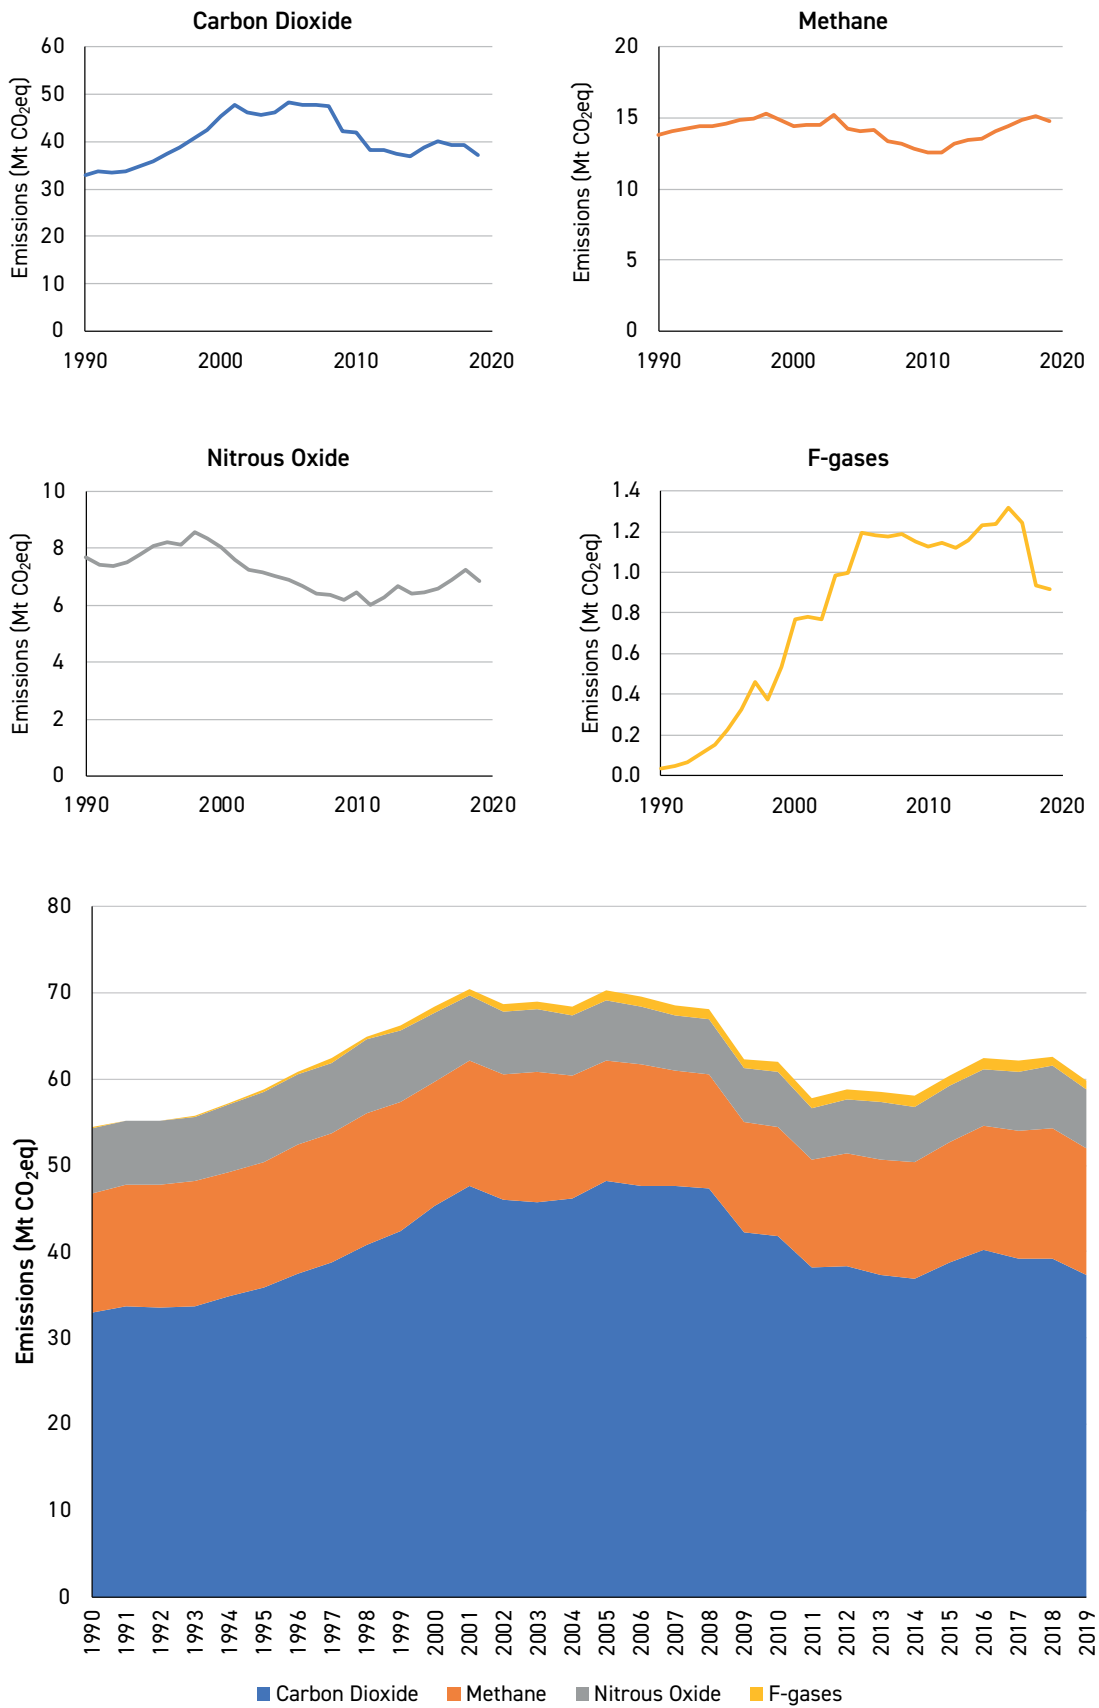 Carbon Dioxide
Emissions (Mt CO₂eq)
60
50
40
30
20
10
0
1990 2000 2010 2020
Methane
Emissions (Mt CO₂eq)
20
15
10
5
0
1990 2000 2010 2020
Nitrous Oxide
Emissions (Mt CO₂eq)
10
8
6
4
2
0
1990 2000 2010 2020
F-gases
Emissions (Mt CO₂eq)
1.4
1.2
1.0
0.8
0.6
0.4
0.2
0.0
1990 2000 2010 2020
Emissions (Mt CO₂eq)
80
70
60
50
40
30
20
10
0
1990 1991 1992 1993 1994 1995 1996 1997 1998 1999 2000 2001 2002 2003 2004 2005 2006 2007 2008 2009 2010 2011 2012 2013 2014 2015 2016 2017 2018 2019
Carbon Dioxide Methane Nitrous Oxide F-gases